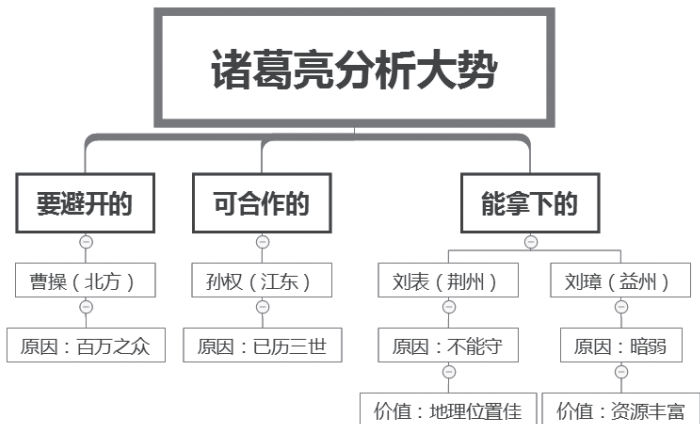 诸葛亮分析大势
要避开的
可合作的
能拿下的
曹操（北方）
孙权（江东）
刘表（荆州）
刘璋（益州）
原因：百万之众
原因：已历三世
原因：不能守
原因：暗弱
价值：地理位置佳
价值：资源丰富